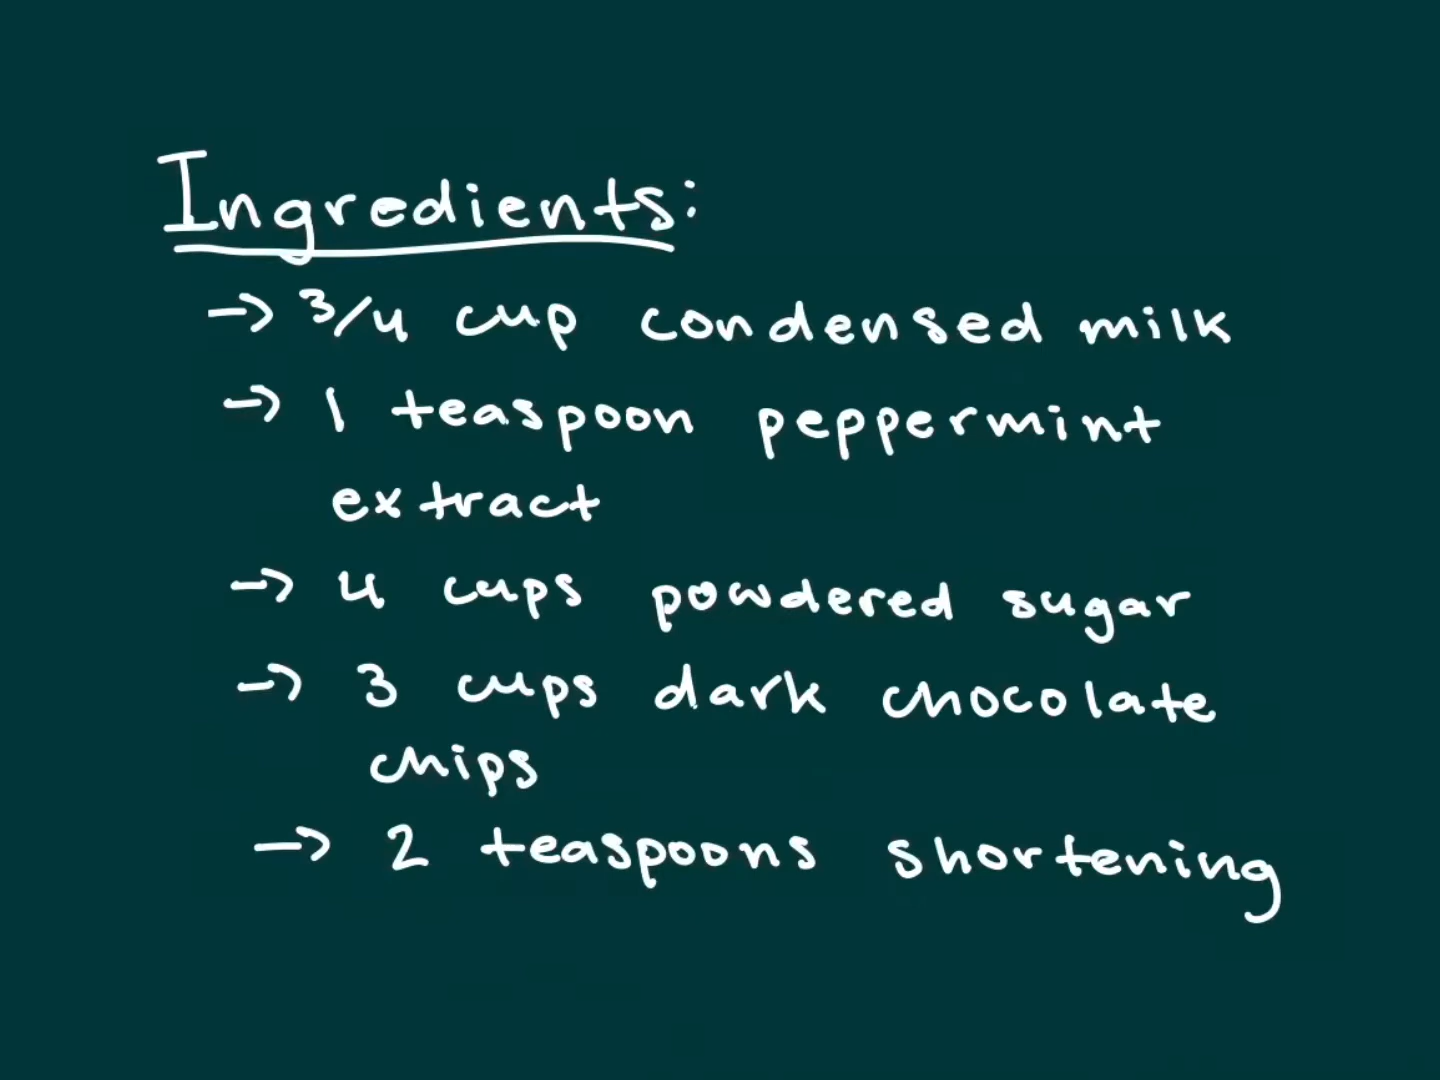 Ingredients:
→ 3/4 cup condensed milk
→ 1 teaspoon peppermint
extract
→ 4 cups powdered sugar
→ 3 cups dark chocolate
chips
→ 2 teaspoons shortening